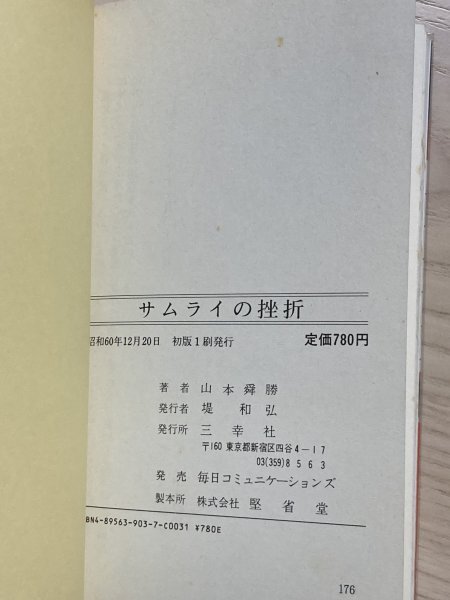 サムライの挫折
昭和60年12月20日 初版1刷発行 定価780円
著者 山本舜勝
発行者 堤和弘
発行所 三幸社
〒160 東京都新宿区四谷4－17
03(359)8563
発売 毎日コミュニケーションズ
製本所 株式会社 堅省堂
BN4-89563-903-7-C0031 ¥780E
176